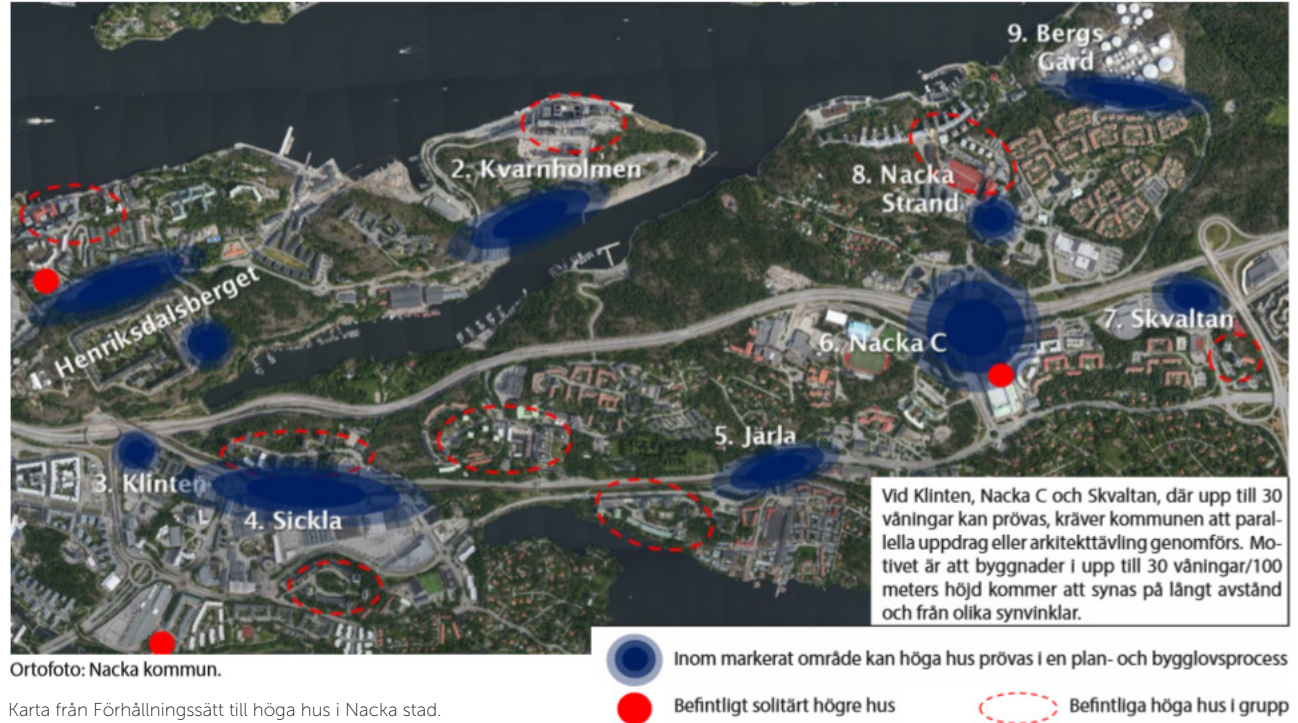 9. Bergs
Gård
2. Kvarnholmen
8. Nacka
Strand
Henriksdalsberget
7. Skvaltan
6. Nacka C
5. Järla
3. Klinten
4. Sickla
Vid Klinten, Nacka C och Skvaltan, där upp till 30
våningar kan prövas, kräver kommunen att paral-
lella uppdrag eller arkitekttävling genomförs. Mo-
tivet är att byggnader i upp till 30 våningar/100
meters höjd kommer att synas på långt avstånd
och från olika synvinklar.
Ortofoto: Nacka kommun.
Inom markerat område kan höga hus prövas i en plan- och bygglovsprocess
Karta från Förhållningssätt till höga hus i Nacka stad.
Befintligt solitärt högre hus
Befintliga höga hus i grupp